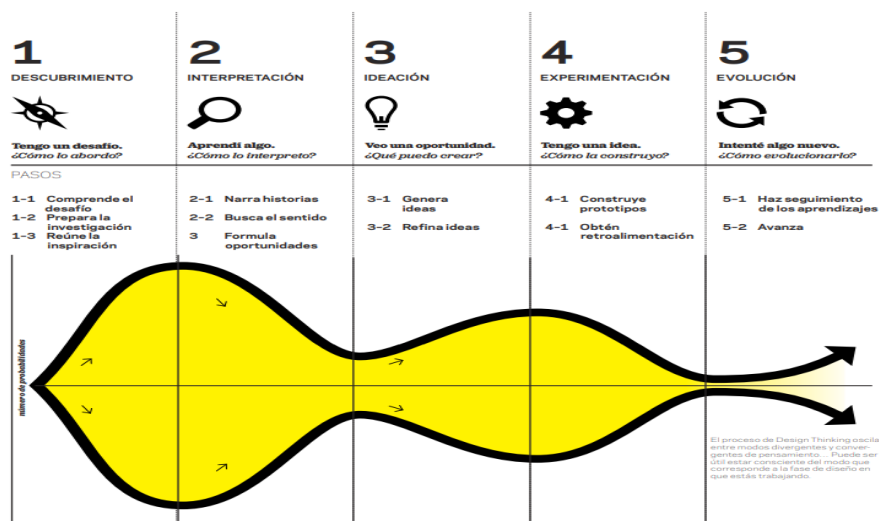 1
DESCUBRIMIENTO
Tengo un desafío.
¿Cómo lo abordo?
2
INTERPRETACIÓN
Aprendí algo.
¿Cómo lo interpreto?
3
IDEACIÓN
Veo una oportunidad.
¿Qué puedo crear?
4
EXPERIMENTACIÓN
Tengo una idea.
¿Cómo la construyo?
5
EVOLUCIÓN
Intenté algo nuevo.
¿Cómo evolucionarlo?
PASOS
1-1 Comprende el
desafío
1-2 Prepara la
investigación
1-3 Reúne la
inspiración
2-1 Narra historias
2-2 Busca el sentido
3 Formula
oportunidades
3-1 Genera
ideas
3-2 Refina ideas
4-1 Construye
prototipos
4-1 Obtén
retroalimentación
5-1 Haz seguimiento
de los aprendizajes
5-2 Avanza
número de probabilidades
El proceso de Design Thinking oscila
entre modos divergentes y conver-
gentes de pensamiento... Puede ser
útil estar consciente del modo que
corresponde a la fase de diseño en
que estás trabajando.